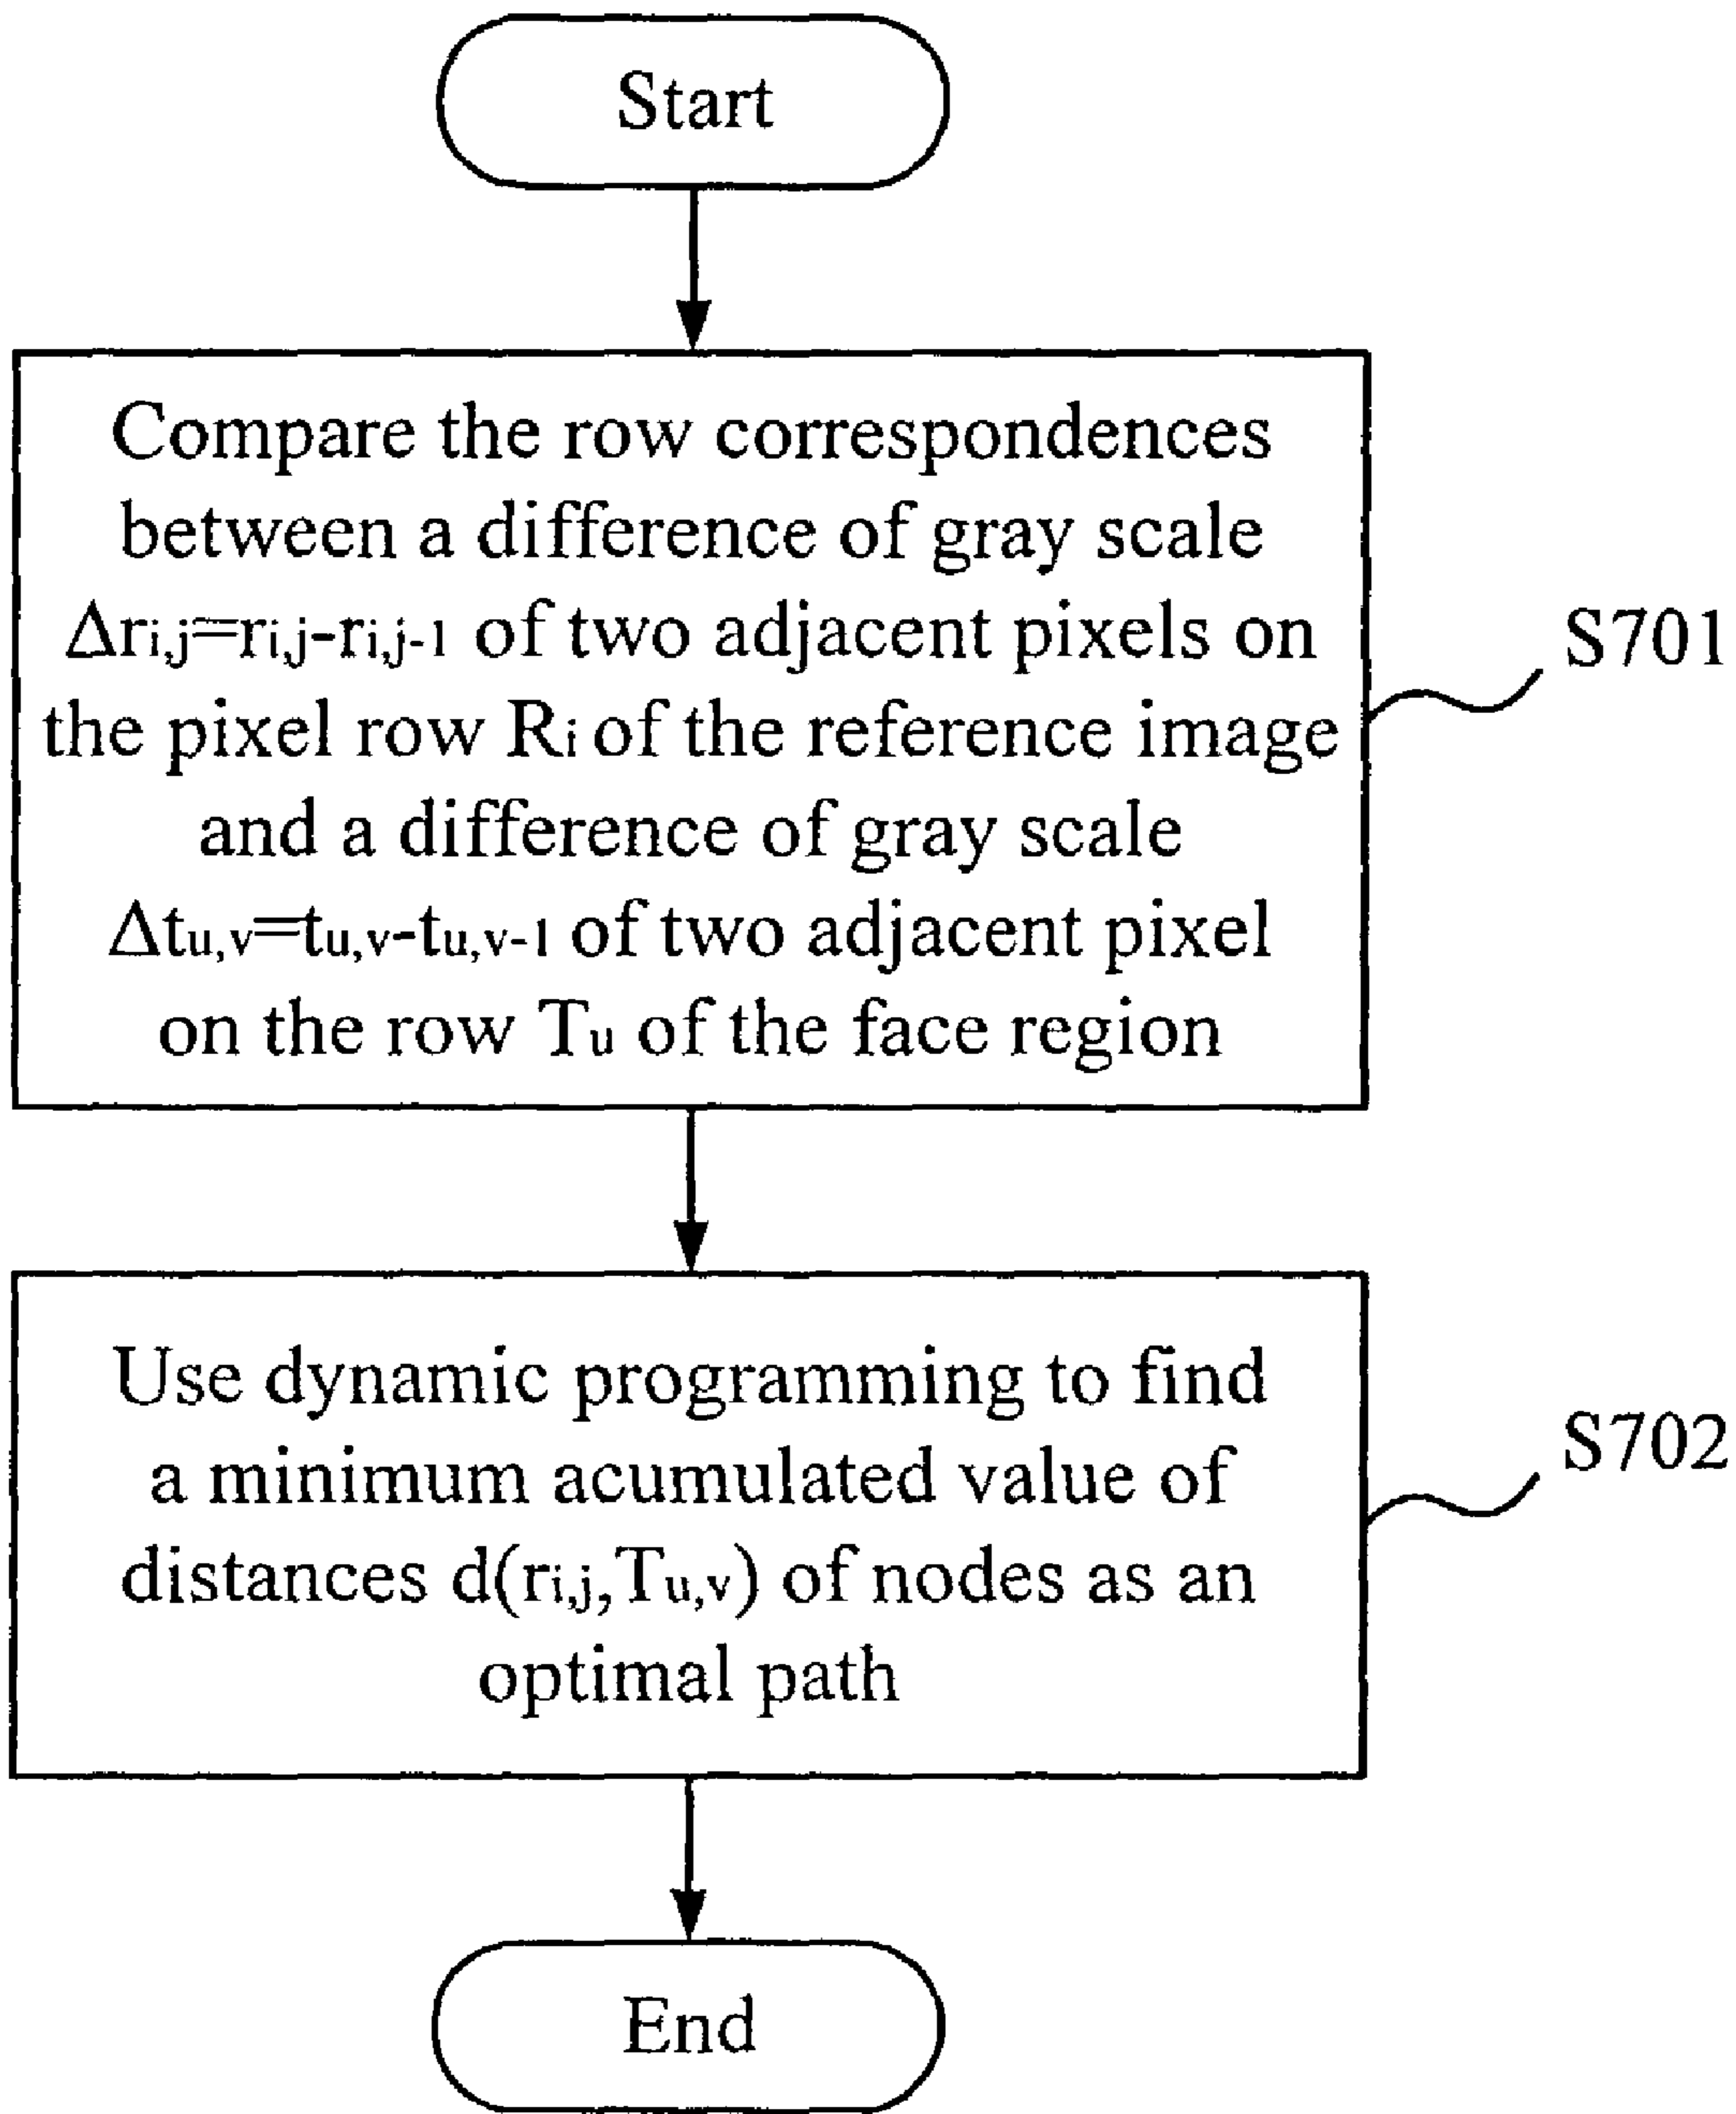 Start
Compare the row correspondences
between a difference of gray scale
Δri,j=ri,j-ri,j-1 of two adjacent pixels on
the pixel row Ri of the reference image
and a difference of gray scale
Δtu,v=tu,v-tu,v-1 of two adjacent pixel
on the row Tu of the face region
S701
Use dynamic programming to find
a minimum acumulated value of
distances d(ri,j,Tu,v) of nodes as an
optimal path
S702
End